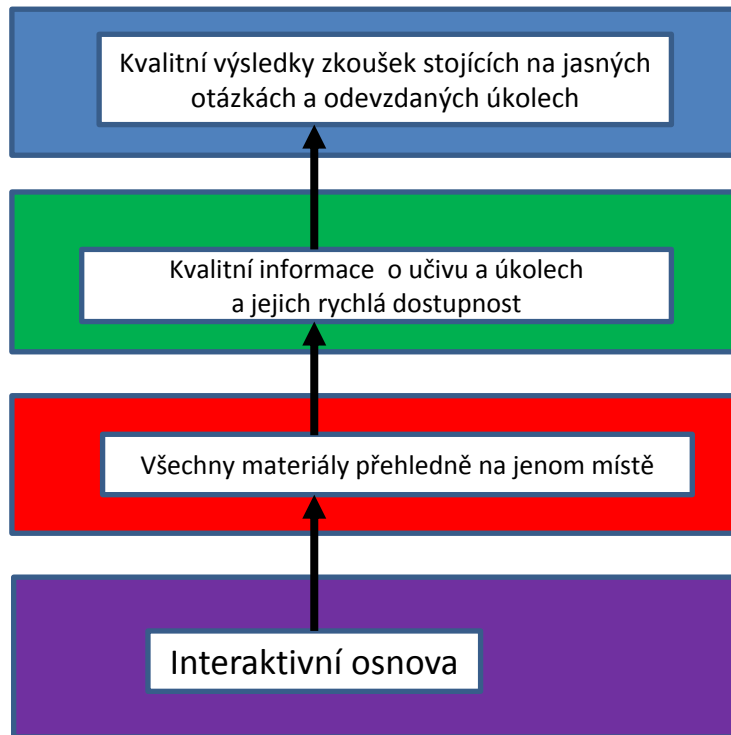 Kvalitní výsledky zkoušek stojících na jasných
otázkách a odevzdaných úkolech
Kvalitní informace  o učivu a úkolech
a jejich rychlá dostupnost
Všechny materiály přehledně na jenom místě
Interaktivní osnova